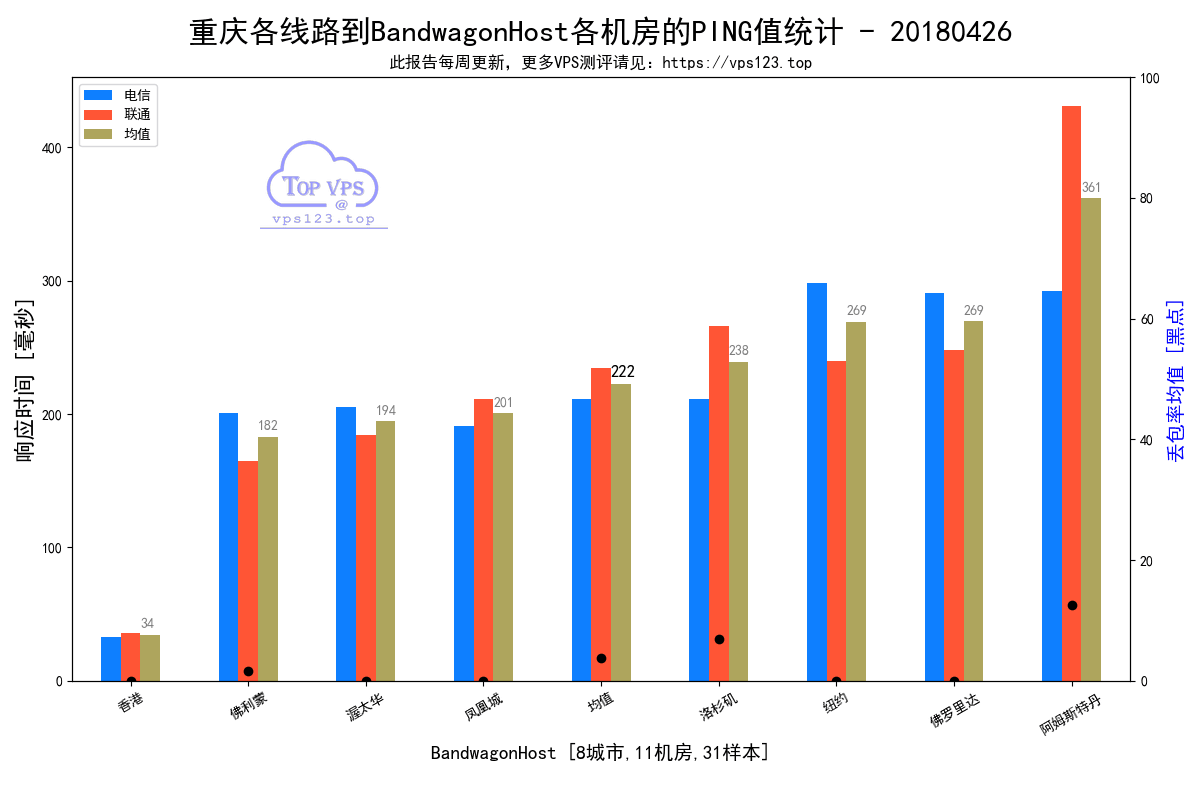 重庆各线路到BandwagonHost各机房的PING值统计 - 20180426
此报告每周更新, 更多VPS测评请见: https://vps123.top
电信
联通
均值
TOP VPS
@
vps123.top
响应时间 [毫秒]
400
300
200
100
0
34
182
194
201
222
238
269
269
361
100
80
60
40
20
0
丢包率均值 [黑点]
香港
佛利蒙
渥太华
凤凰城
均值
洛杉矶
纽约
佛罗里达
阿姆斯特丹
BandwagonHost [8城市,11机房,31样本]